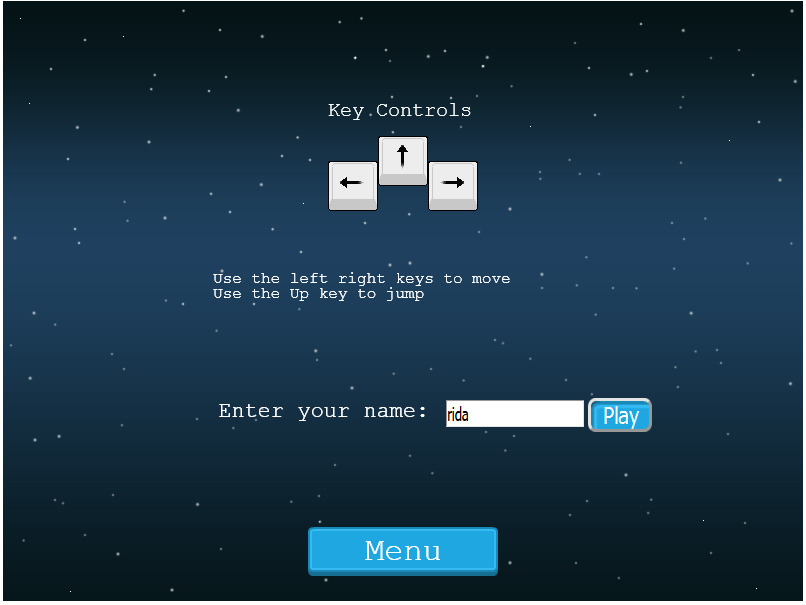 Key Controls
↑
← →
Use the left right keys to move
Use the Up key to jump
Enter your name: rida Play
Menu